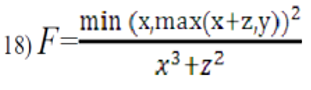 18) F= min (x,max(x+z,y))²
x³+z²